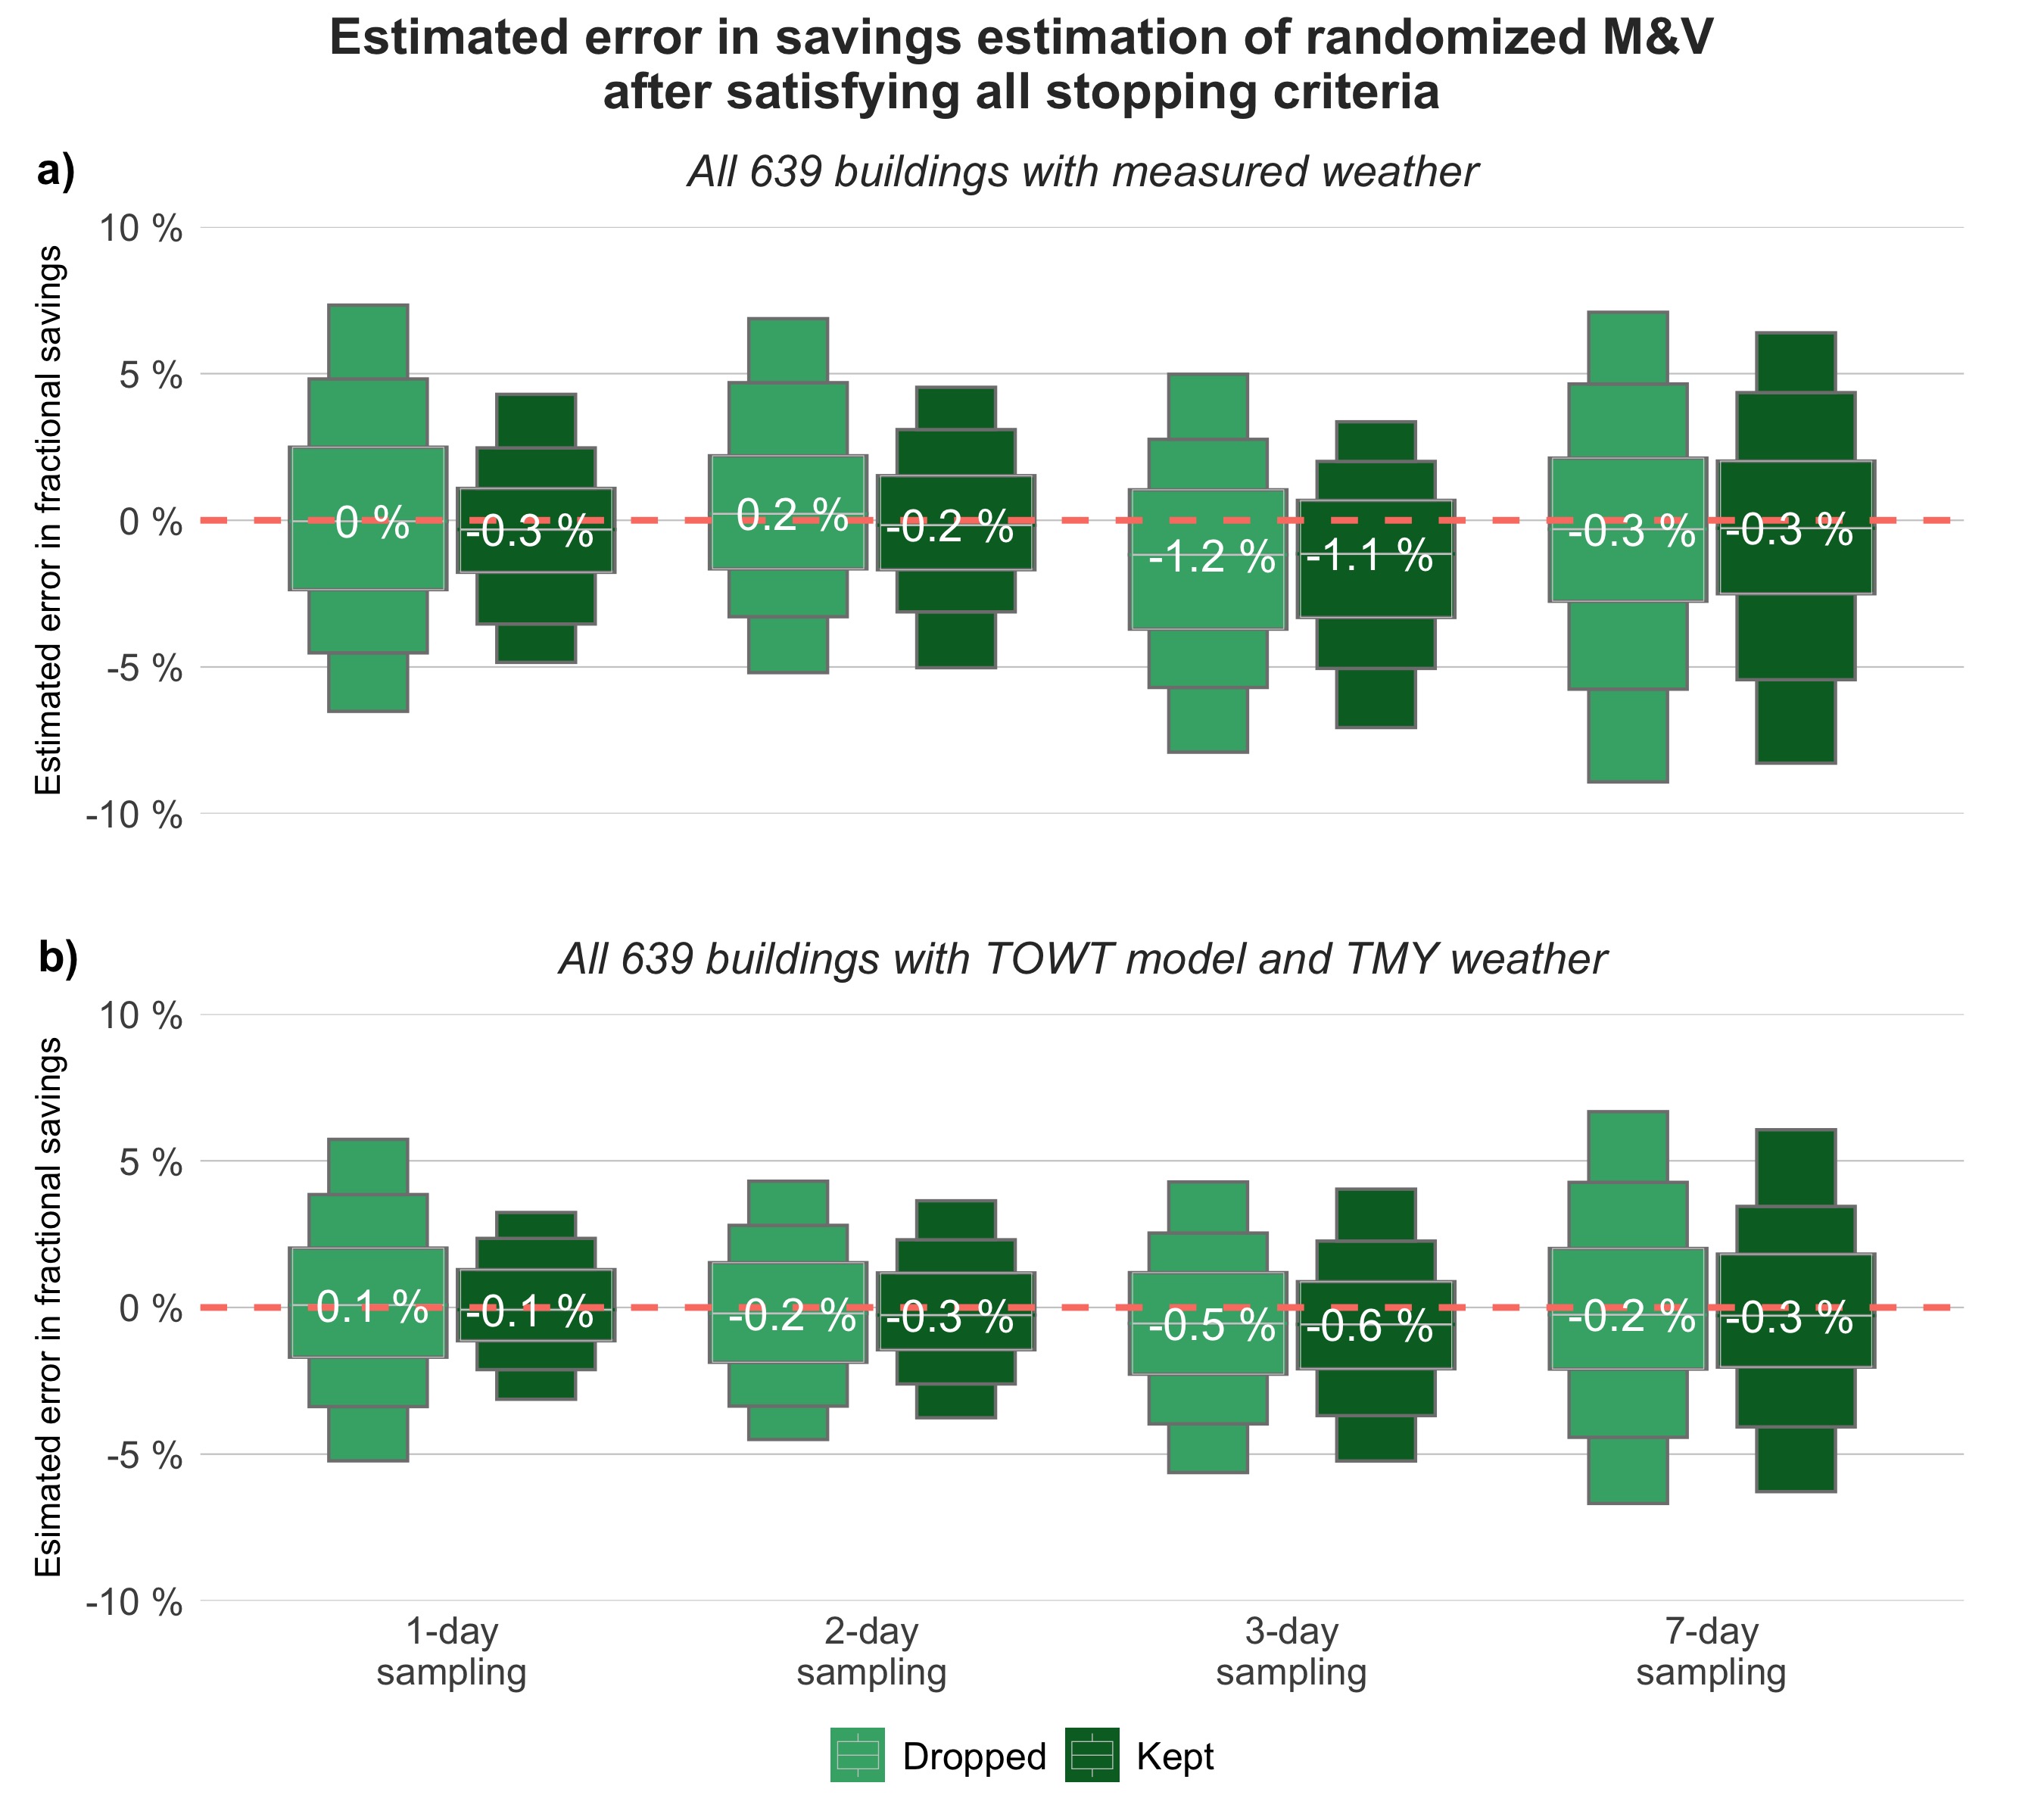 Estimated error in savings estimation of randomized M&V
after satisfying all stopping criteria
a)
All 639 buildings with measured weather
Estimated error in fractional savings
10 %
5 %
0 %
-5 %
-10 %
0 %
-0.3 %
0.2 %
-0.2 %
-1.2 %
-1.1 %
-0.3 %
-0.3 %
b)
All 639 buildings with TOWT model and TMY weather
Esimated error in fractional savings
10 %
5 %
0 %
-5 %
-10 %
0.1 %
-0.1 %
-0.2 %
-0.3 %
-0.5 %
-0.6 %
-0.2 %
-0.3 %
1-day
sampling
2-day
sampling
3-day
sampling
7-day
sampling
Dropped
Kept